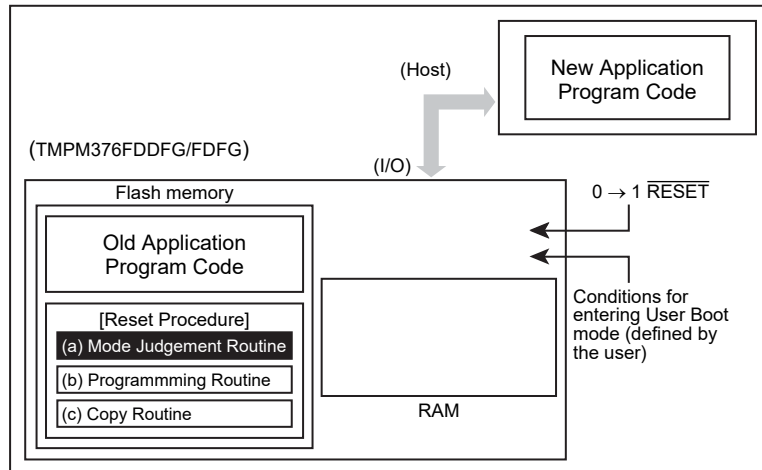 (Host)
New Application
Program Code
(TMPM376FDDFG/FDFG)
(I/O)
Flash memory
0 → 1 RESET
Old Application
Program Code
[Reset Procedure]
(a) Mode Judgement Routine
(b) Programmming Routine
(c) Copy Routine
RAM
Conditions for
entering User Boot
mode (defined by
the user)